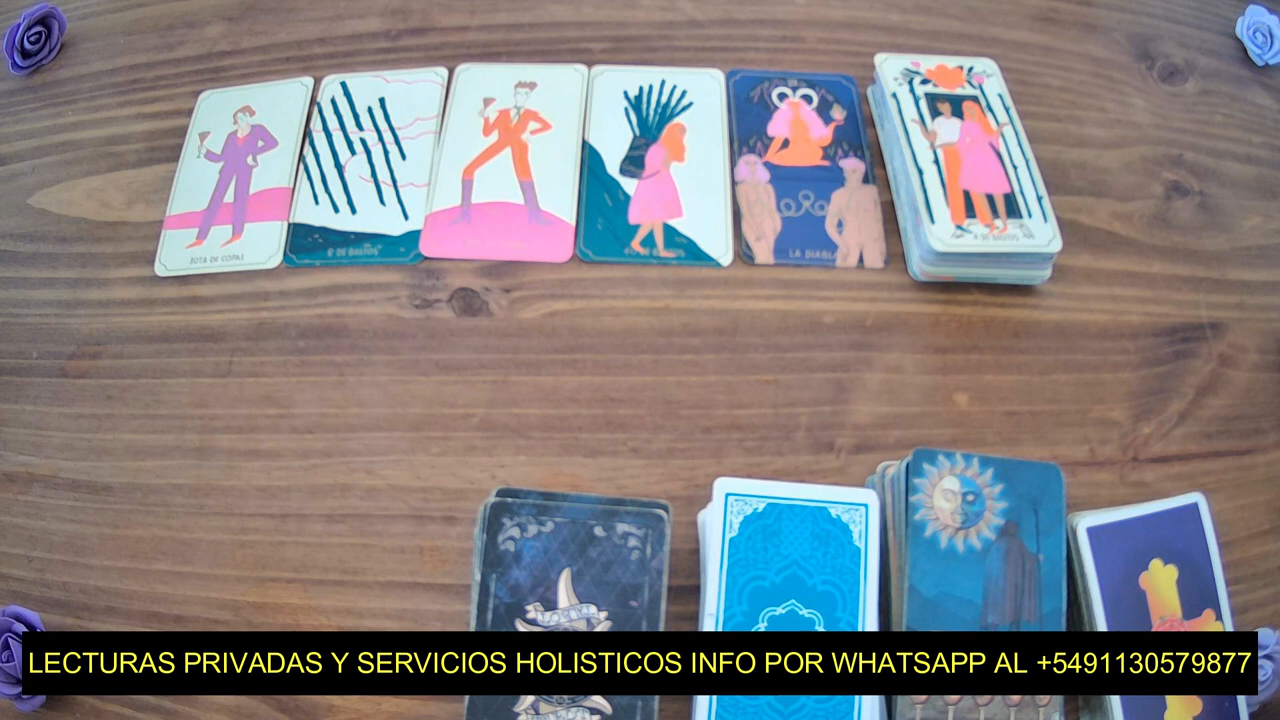 SOTA DE COPAS
8 DE BASTOS
10 DE BASTOS
LA DIABLA
4 DE BASTOS
LECTURAS PRIVADAS Y SERVICIOS HOLISTICOS INFO POR WHATSAPP AL +5491130579877